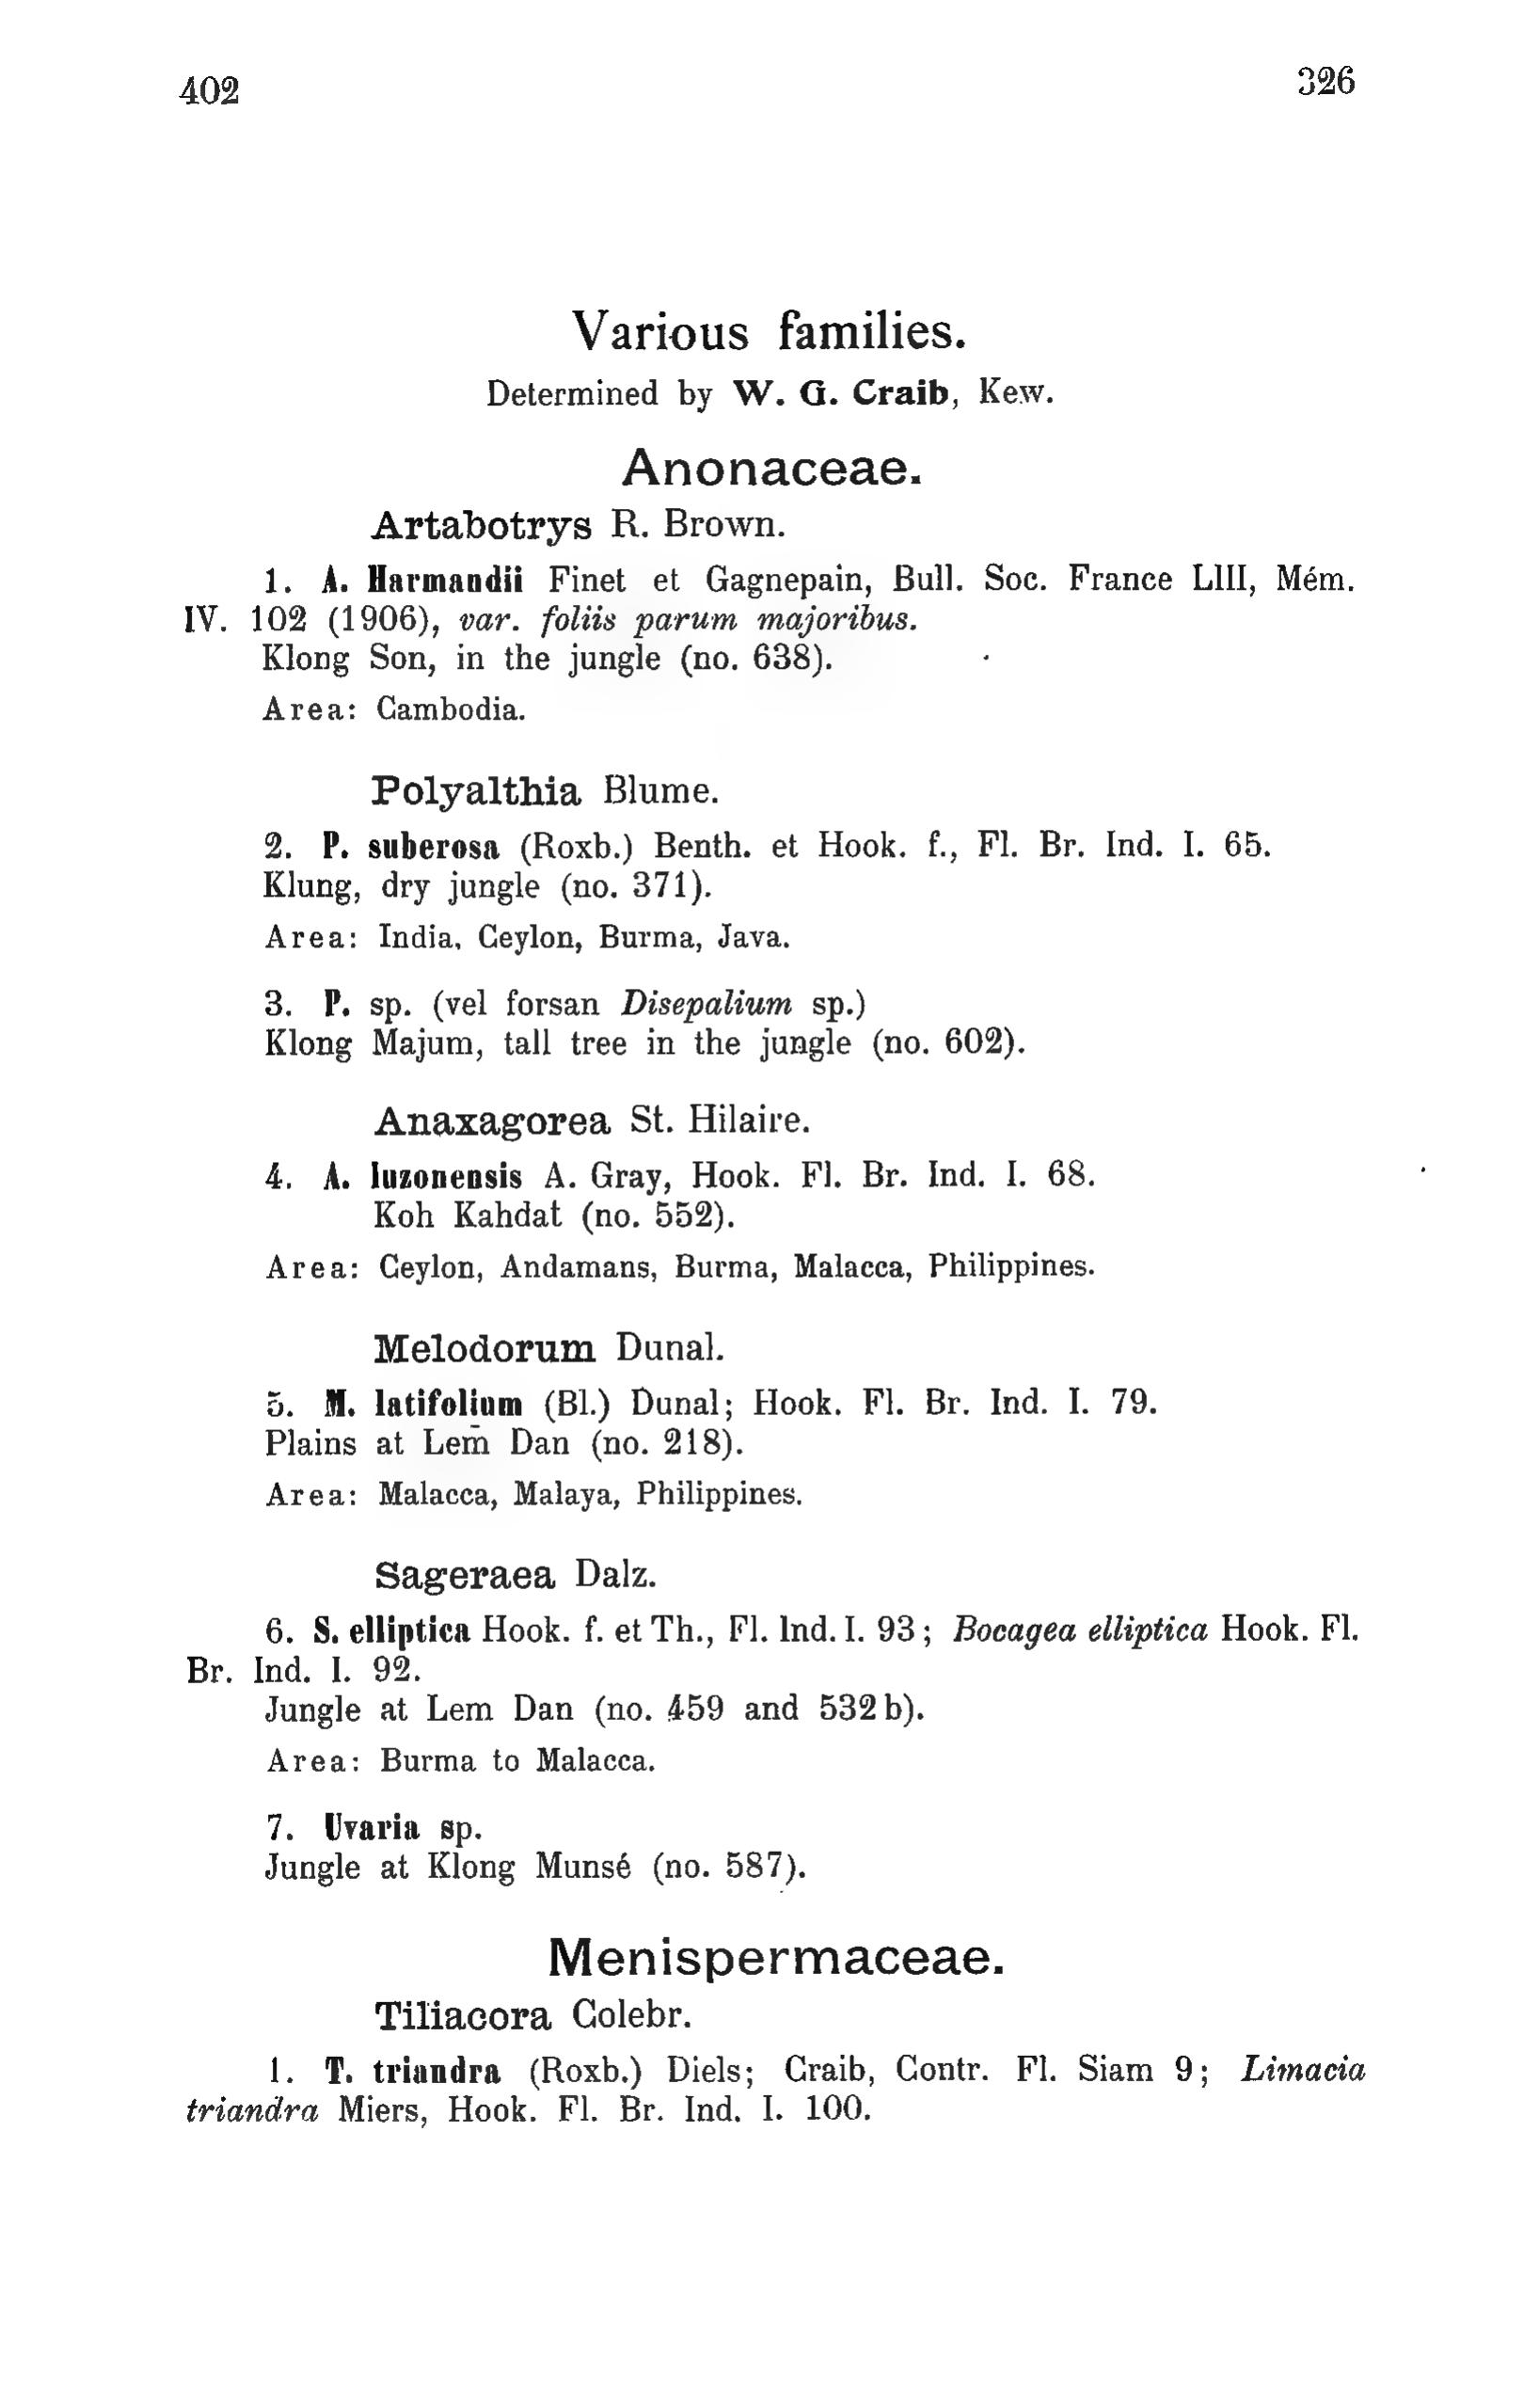 402 326
Various families.
Determined by W. G. Craib, Kew.
Anonaceae.
Artabotrys R. Brown.
1. A. Harmandii Finet et Gagnepain, Bull. Soc. France LIII, Mém.
IV. 102 (1906), var. foliis parum majoribus.
Klong Son, in the jungle (no. 638).
Area: Cambodia.
Polyalthia Blume.
2. P. suberosa (Roxb.) Benth. et Hook. f., Fl. Br. Ind. I. 65.
Klung, dry jungle (no. 371).
Area: India, Ceylon, Burma, Java.
3. P. sp. (vel forsan Disepalium sp.)
Klong Majum, tall tree in the jungle (no. 602).
Anaxagorea St. Hilaire.
4. A. luzonensis A. Gray, Hook. Fl. Br. Ind. I. 68.
Koh Kahdat (no. 552).
Area: Ceylon, Andamans, Burma, Malacca, Philippines.
Melodorum Dunal.
5. M. latifolium (Bl.) Dunal; Hook. Fl. Br. Ind. I. 79.
Plains at Lem Dan (no. 218).
Area: Malacca, Malaya, Philippines.
Sageraea Dalz.
6. S. elliptica Hook. f. et Th., Fl. Ind. I. 93; Bocagea elliptica Hook. Fl.
Br. Ind. I. 92.
Jungle at Lem Dan (no. 459 and 532 b).
Area: Burma to Malacca.
7. Uvaria sp.
Jungle at Klong Munsé (no. 587).
Menispermaceae.
Tiliacora Colebr.
1. T. triandra (Roxb.) Diels; Craib, Contr. Fl. Siam 9; Limacia
triandra Miers, Hook. Fl. Br. Ind. I. 100.